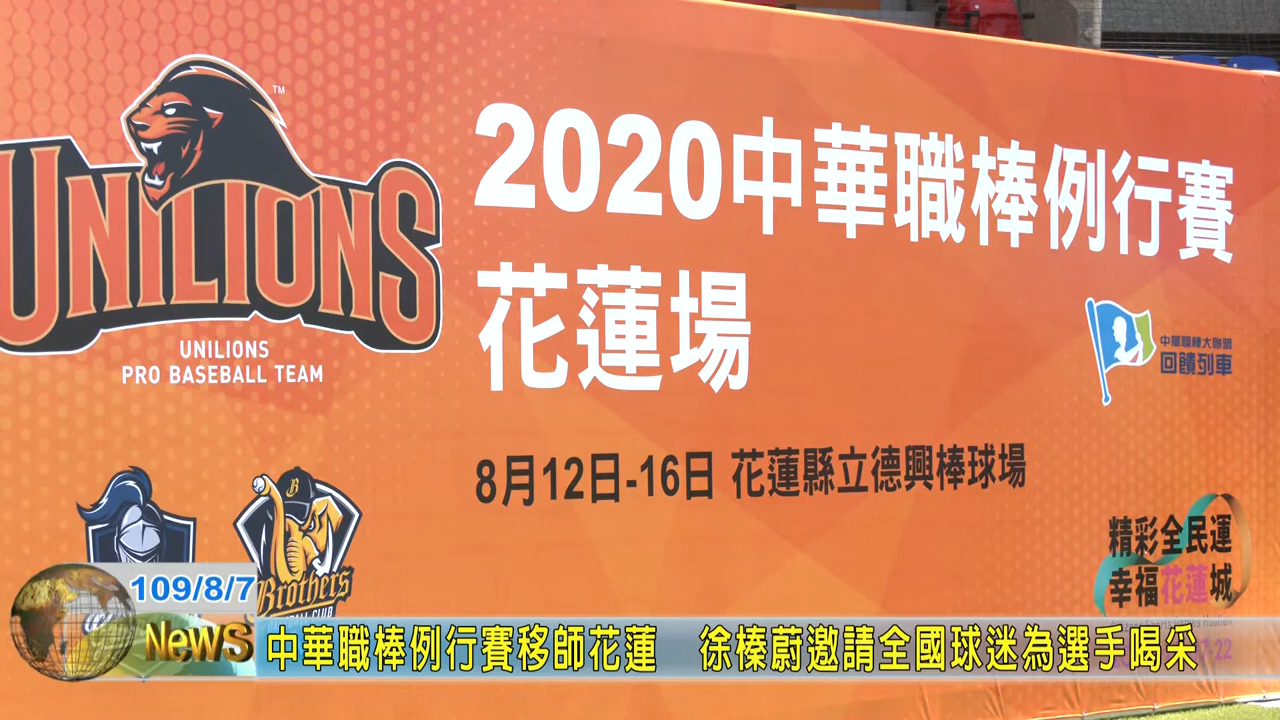 UNILIONS
TM
UNILIONS
PRO BASEBALL TEAM
2020中華職棒例行賽
花蓮場
中華職棒大聯盟
回饋列車
8月12日-16日 花蓮縣立德興棒球場
B
Brothers
精彩全民運
幸福花蓮城
109/8/7
NewS
中華職棒例行賽移師花蓮 徐榛蔚邀請全國球迷為選手喝采